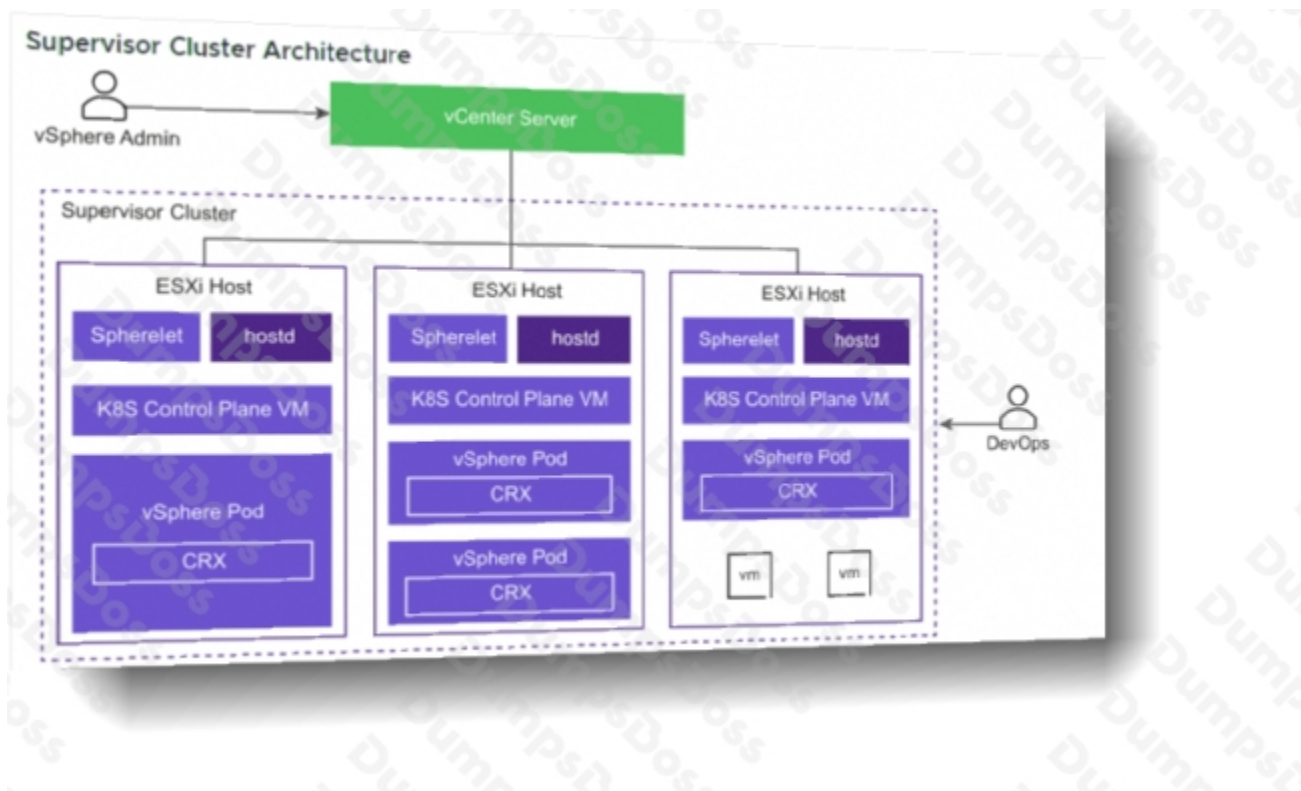 Supervisor Cluster Architecture
vSphere Admin
vCenter Server
Supervisor Cluster
ESXi Host
Spherelet hostd
K8S Control Plane VM
vSphere Pod
CRX
ESXi Host
Spherelet hostd
K8S Control Plane VM
vSphere Pod
CRX
vSphere Pod
CRX
ESXi Host
Spherelet hostd
K8S Control Plane VM
vSphere Pod
CRX
vm vm
DevOps
DumpsDoss